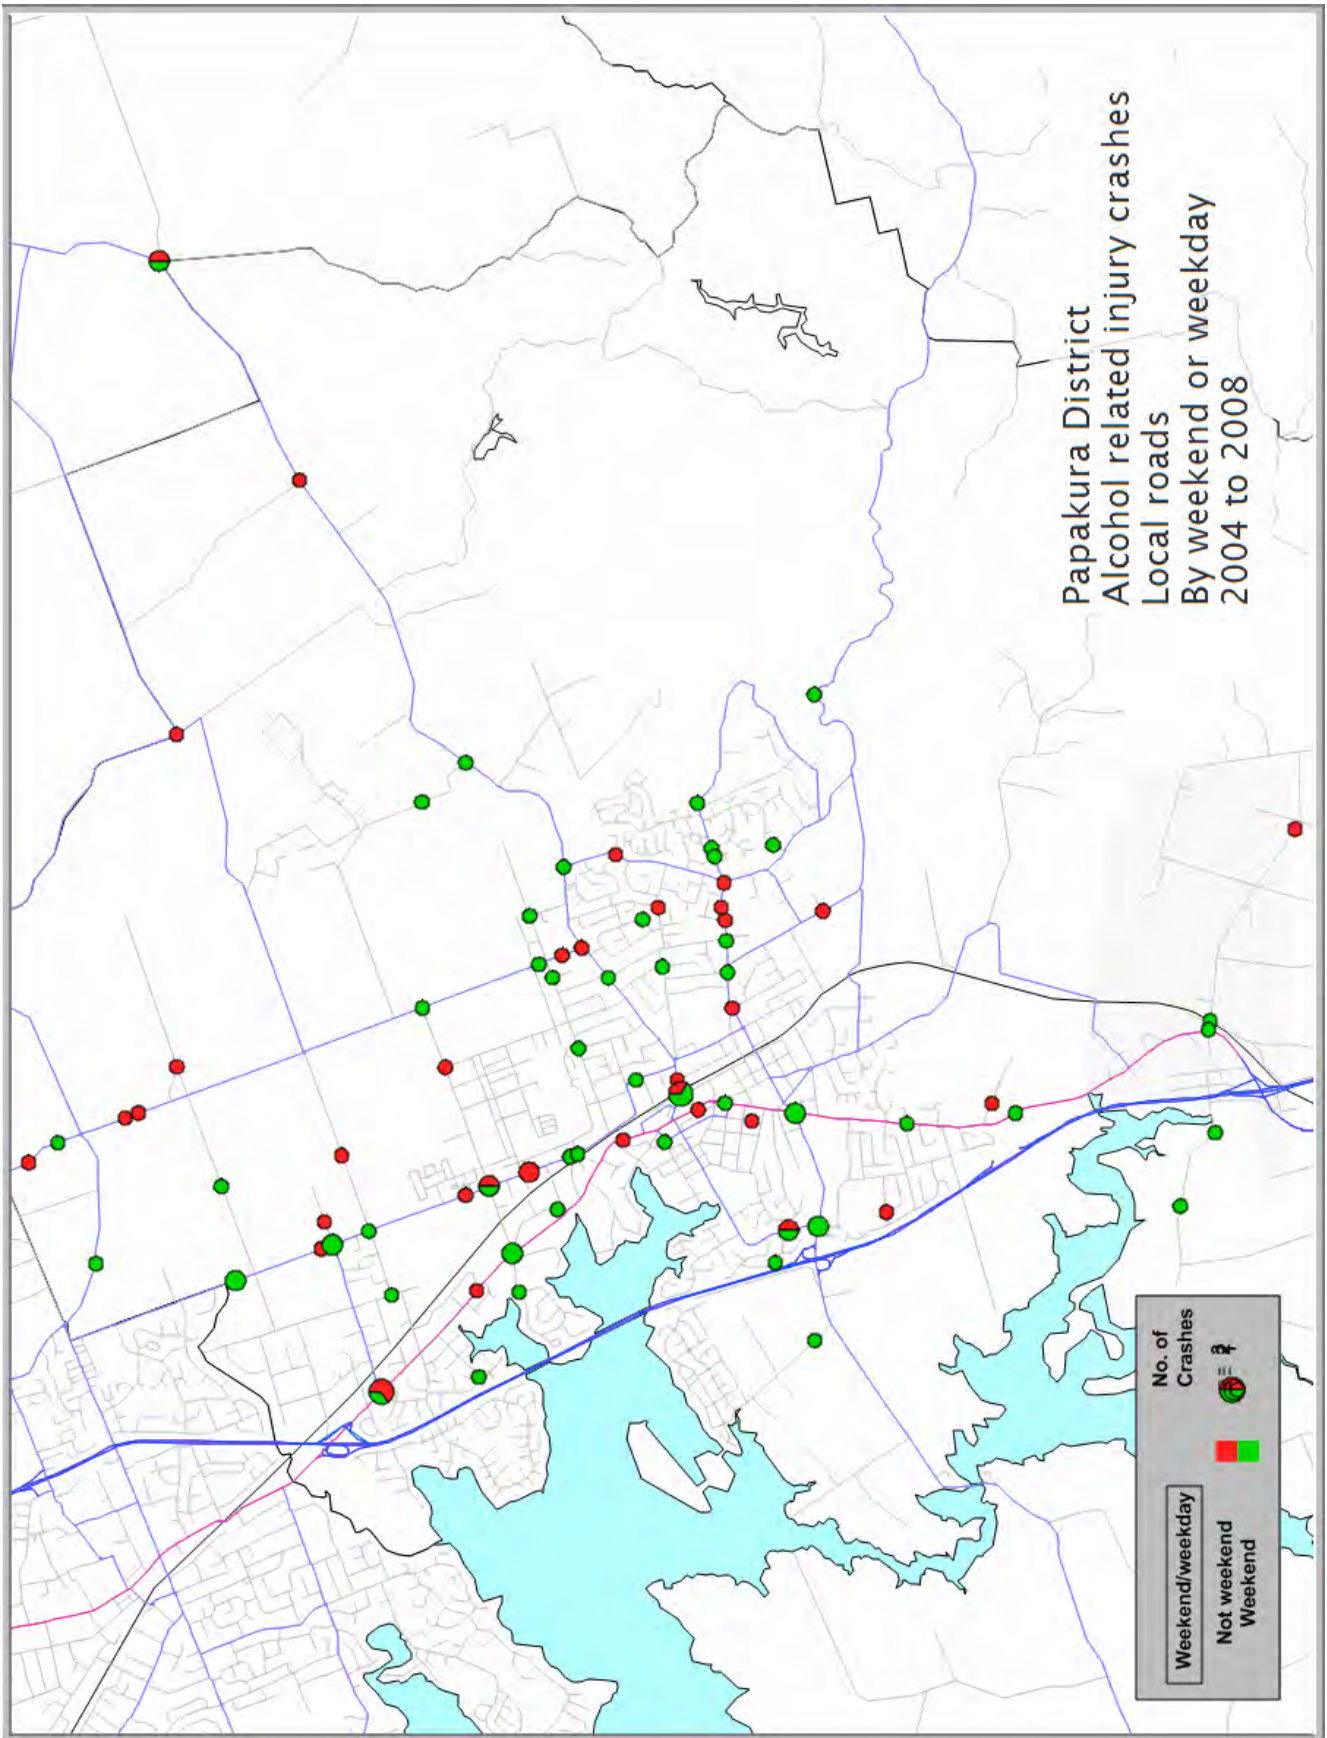 Papakura District
Alcohol related injury crashes
Local roads
By weekend or weekday
2004 to 2008
Weekend/weekday
No. of
Crashes
Not weekend
Weekend